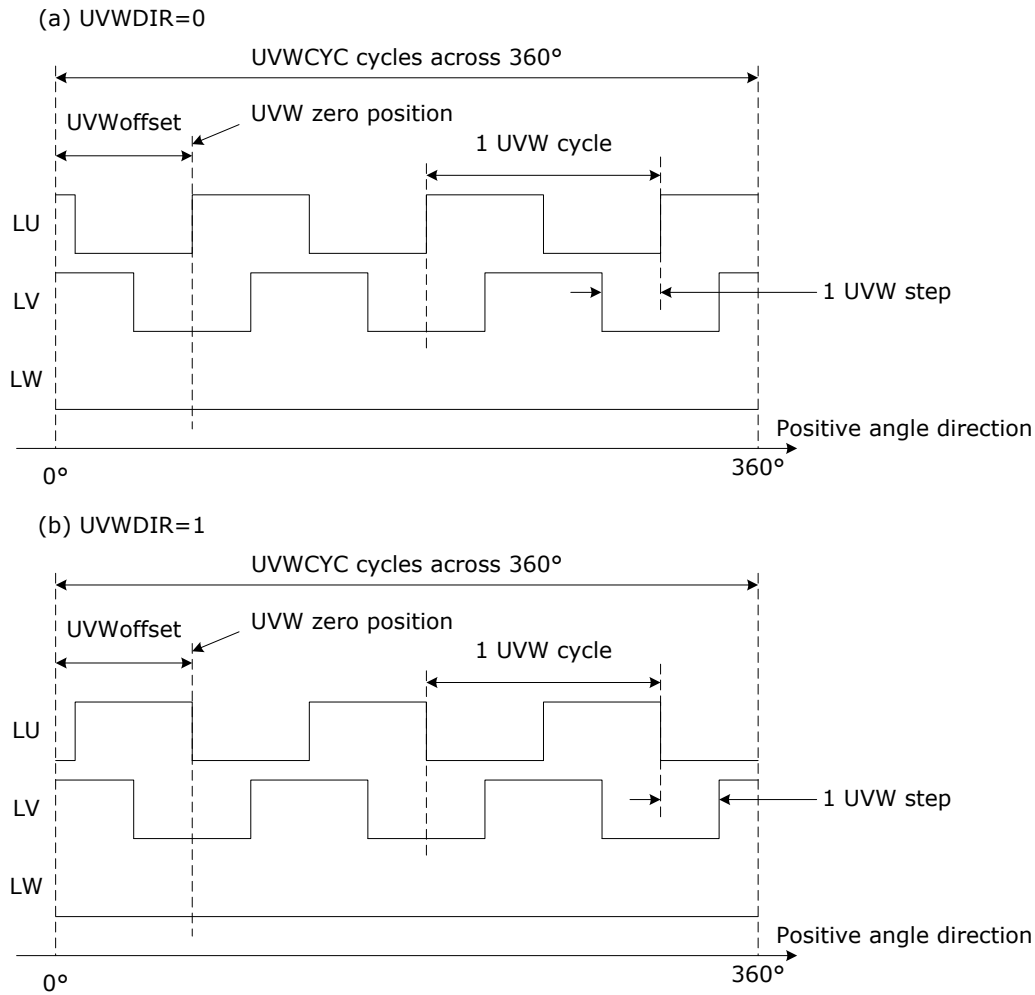 (a) UVWDIR=0
UVWCYC cycles across 360°
UVWoffset
UVW zero position
1 UVW cycle
LU
LV
1 UVW step
LW
Positive angle direction
0°
360°
(b) UVWDIR=1
UVWCYC cycles across 360°
UVWoffset
UVW zero position
1 UVW cycle
LU
LV
1 UVW step
LW
Positive angle direction
0°
360°